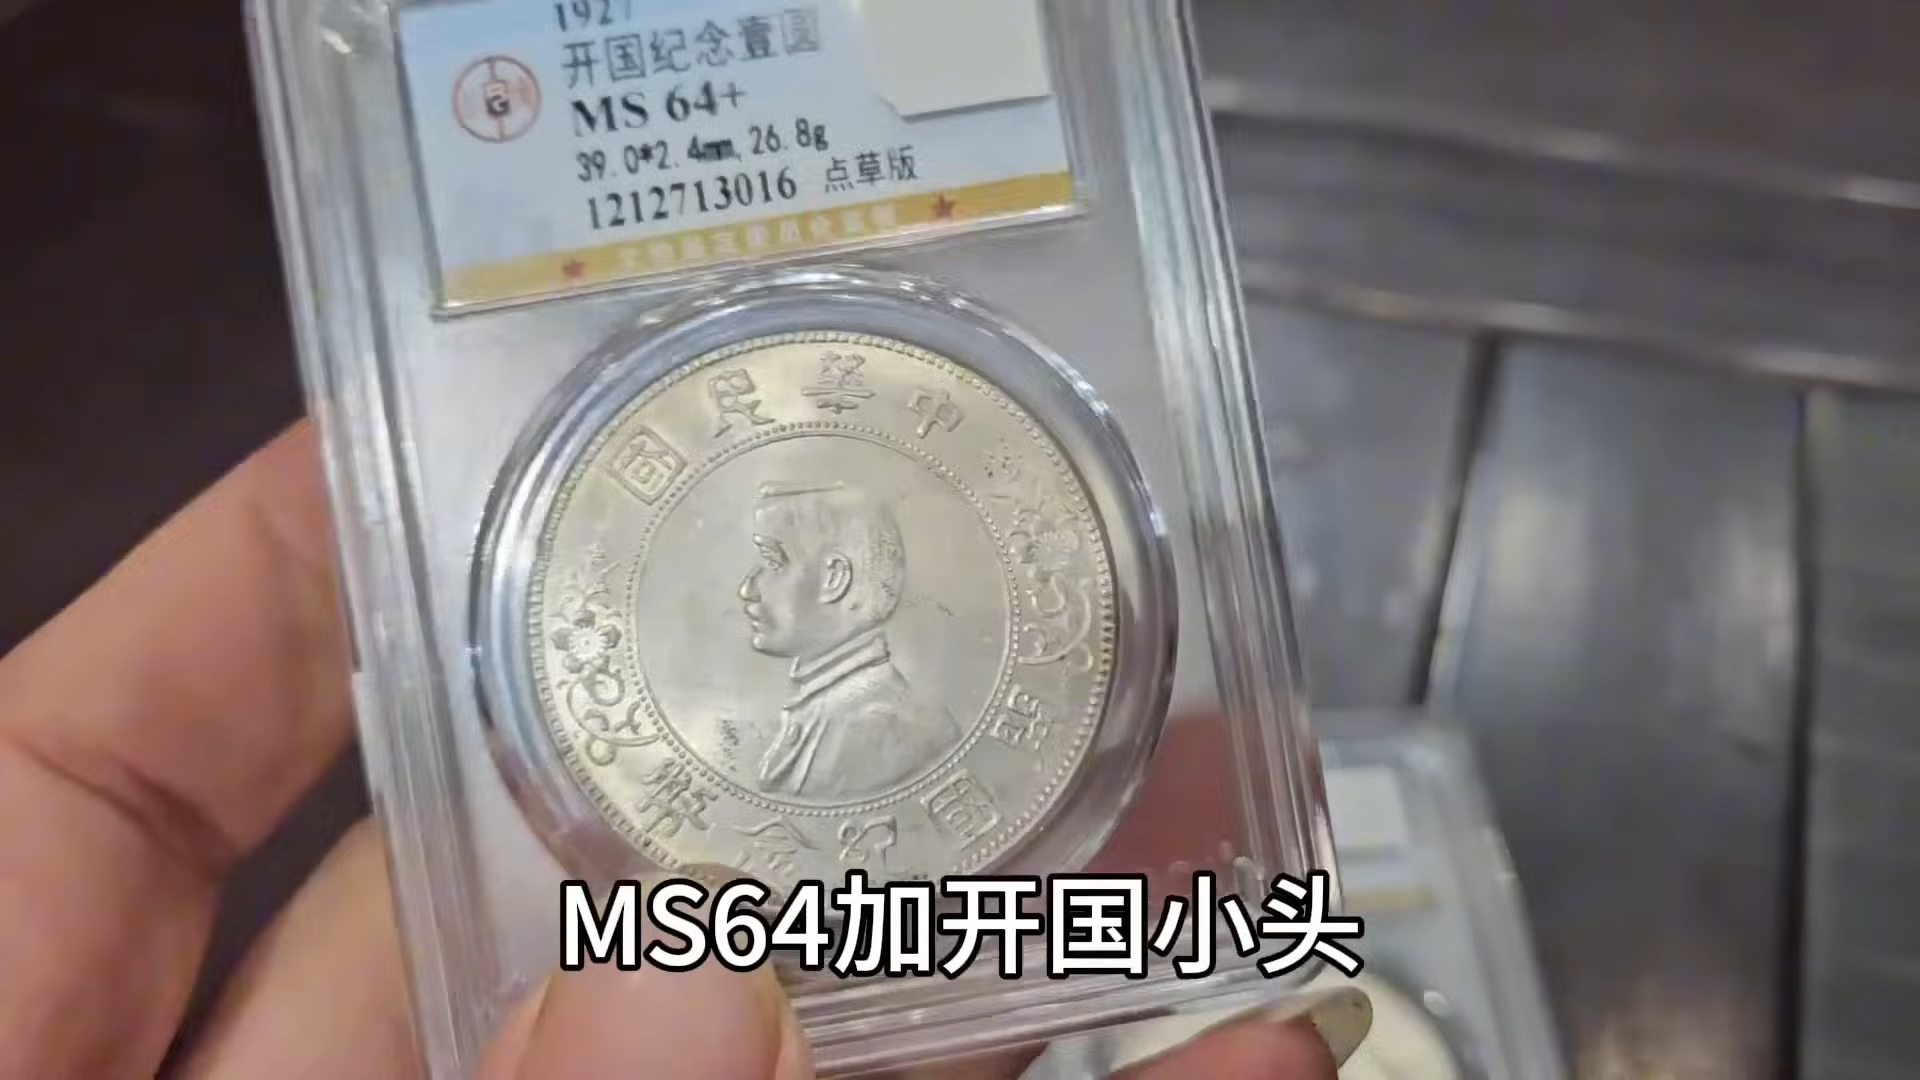 1927
开国纪念壹圆
G
MS 64+
39.0*2.4mm,26.8g
1212713016 点草版
國民華中
幣念紀國開
MS64加开国小头